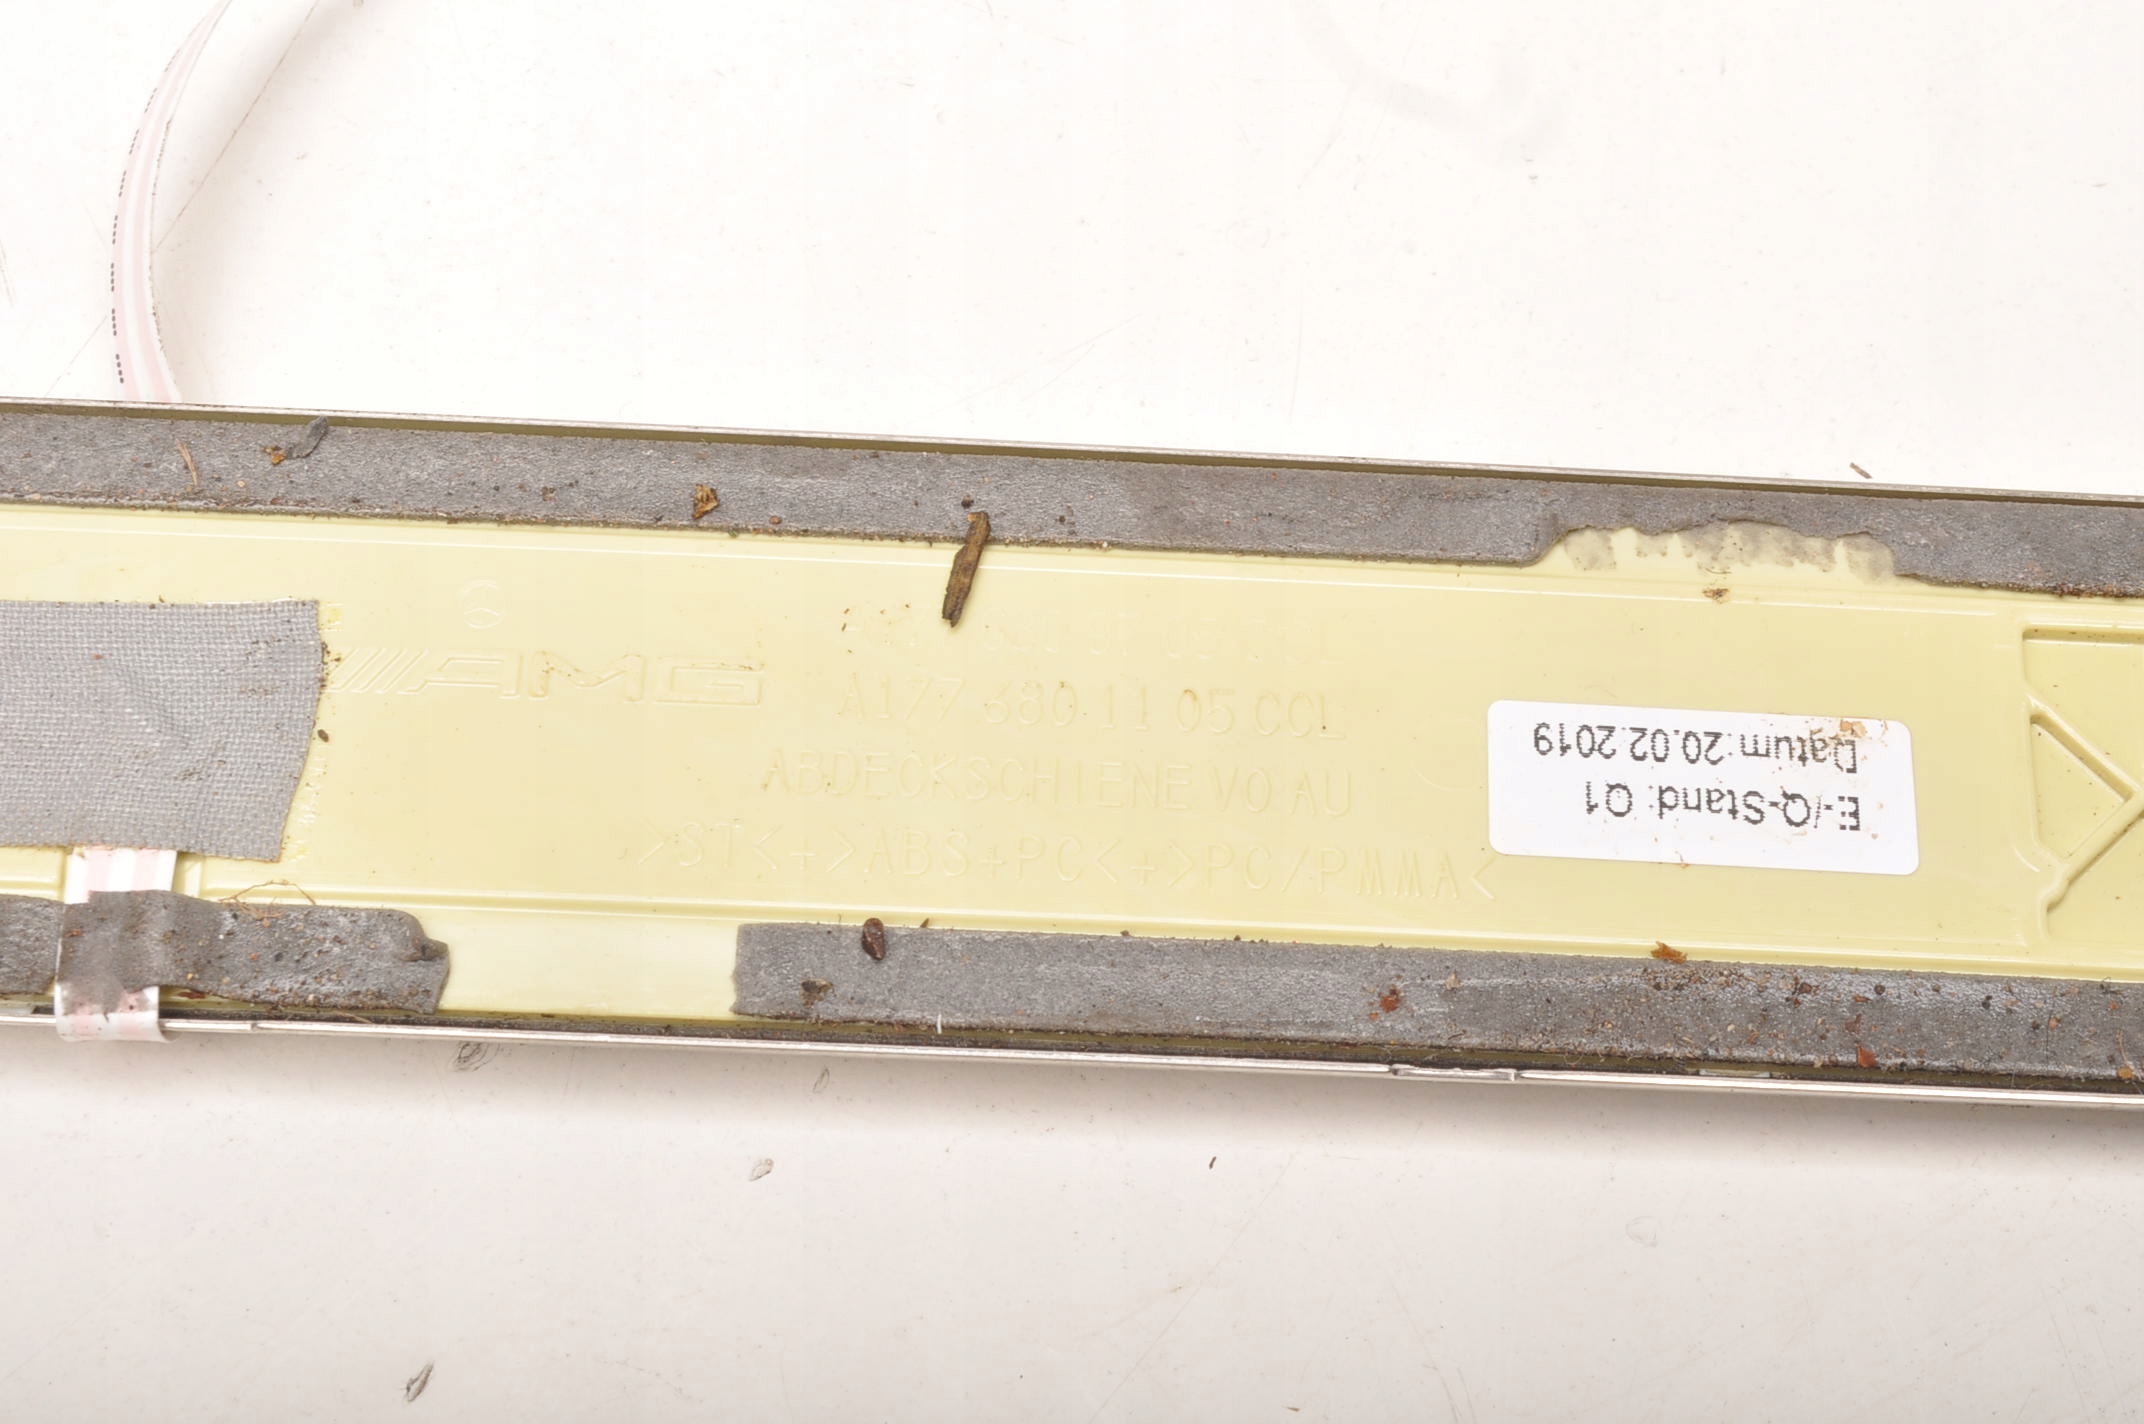 AMG
A177 680 11 05 CCL
ABDECKSCHIENE VO AU
>ST<+>ABS+PC<+>PC/PMMA<
E-/Q-Stand: Q1
Datum:20.02.2019